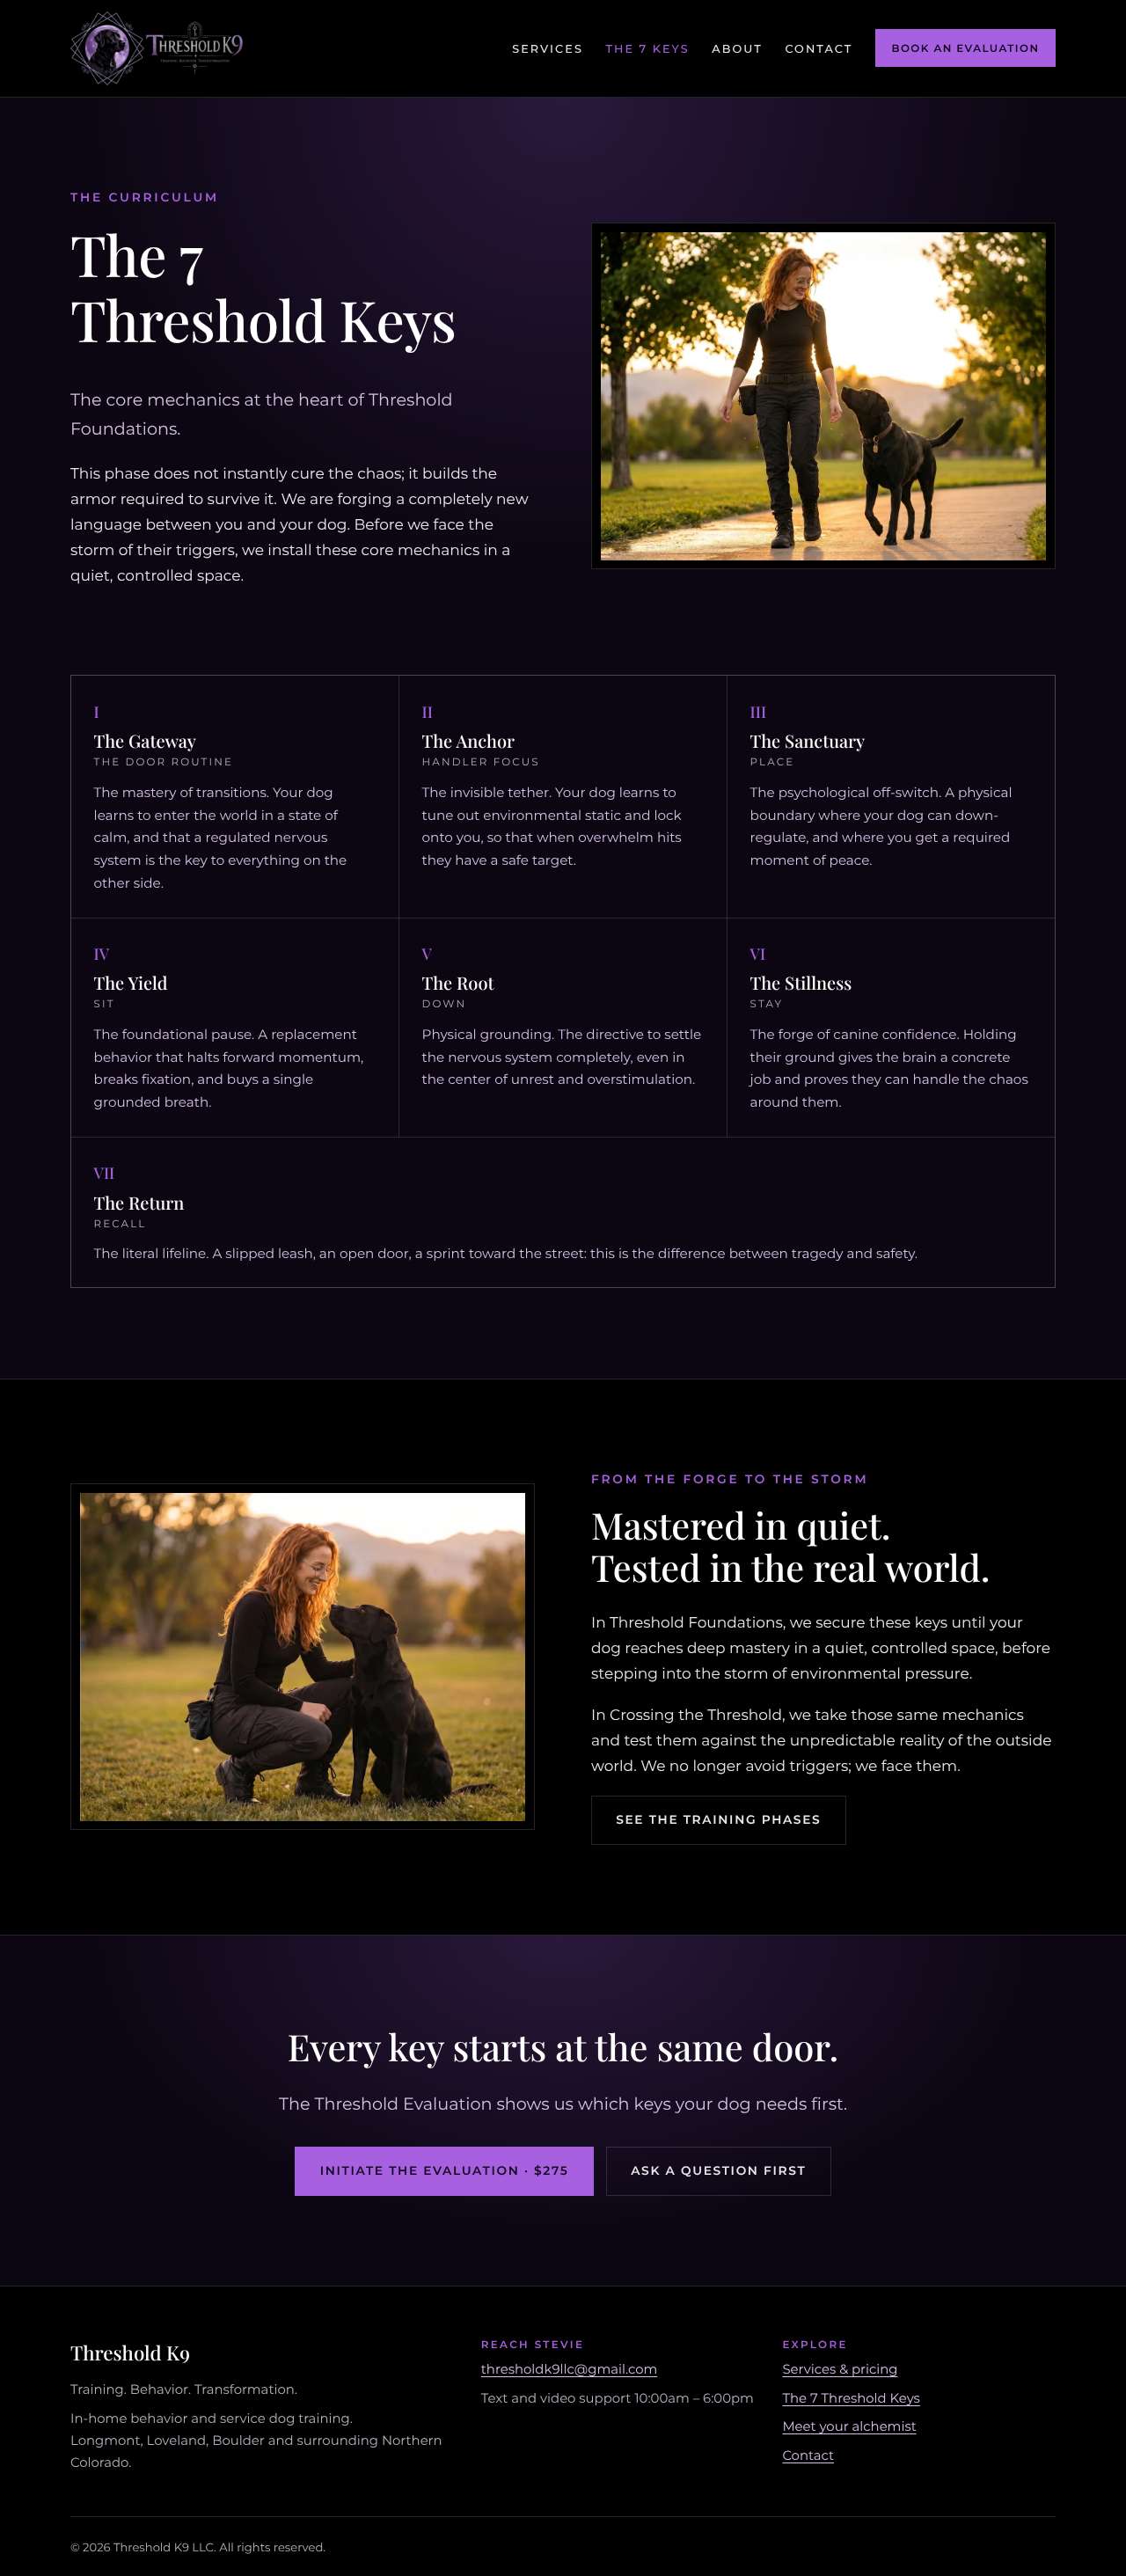 THRESHOLD K9
SERVICES
THE 7 KEYS
ABOUT
CONTACT
BOOK AN EVALUATION
THE CURRICULUM
The 7
Threshold Keys
The core mechanics at the heart of Threshold
Foundations.
This phase does not instantly cure the chaos; it builds the
armor required to survive it. We are forging a completely new
language between you and your dog. Before we face the
storm of their triggers, we install these core mechanics in a
quiet, controlled space.
I
The Gateway
THE DOOR ROUTINE
The mastery of transitions. Your dog
learns to enter the world in a state of
calm, and that a regulated nervous
system is the key to everything on the
other side.
II
The Anchor
HANDLER FOCUS
The invisible tether. Your dog learns to
tune out environmental static and lock
onto you, so that when overwhelm hits
they have a safe target.
III
The Sanctuary
PLACE
The psychological off-switch. A physical
boundary where your dog can down-
regulate, and where you get a required
moment of peace.
IV
The Yield
SIT
The foundational pause. A replacement
behavior that halts forward momentum,
breaks fixation, and buys a single
grounded breath.
V
The Root
DOWN
Physical grounding. The directive to settle
the nervous system completely, even in
the center of unrest and overstimulation.
VI
The Stillness
STAY
The forge of canine confidence. Holding
their ground gives the brain a concrete
job and proves they can handle the chaos
around them.
VII
The Return
RECALL
The literal lifeline. A slipped leash, an open door, a sprint toward the street: this is the difference between tragedy and safety.
FROM THE FORGE TO THE STORM
Mastered in quiet.
Tested in the real world.
In Threshold Foundations, we secure these keys until your
dog reaches deep mastery in a quiet, controlled space, before
stepping into the storm of environmental pressure.
In Crossing the Threshold, we take those same mechanics
and test them against the unpredictable reality of the outside
world. We no longer avoid triggers; we face them.
SEE THE TRAINING PHASES
Every key starts at the same door.
The Threshold Evaluation shows us which keys your dog needs first.
INITIATE THE EVALUATION · $275
ASK A QUESTION FIRST
Threshold K9
Training. Behavior. Transformation.
In-home behavior and service dog training.
Longmont, Loveland, Boulder and surrounding Northern
Colorado.
REACH STEVIE
thresholdk9llc@gmail.com
Text and video support 10:00am – 6:00pm
EXPLORE
Services & pricing
The 7 Threshold Keys
Meet your alchemist
Contact
© 2026 Threshold K9 LLC. All rights reserved.